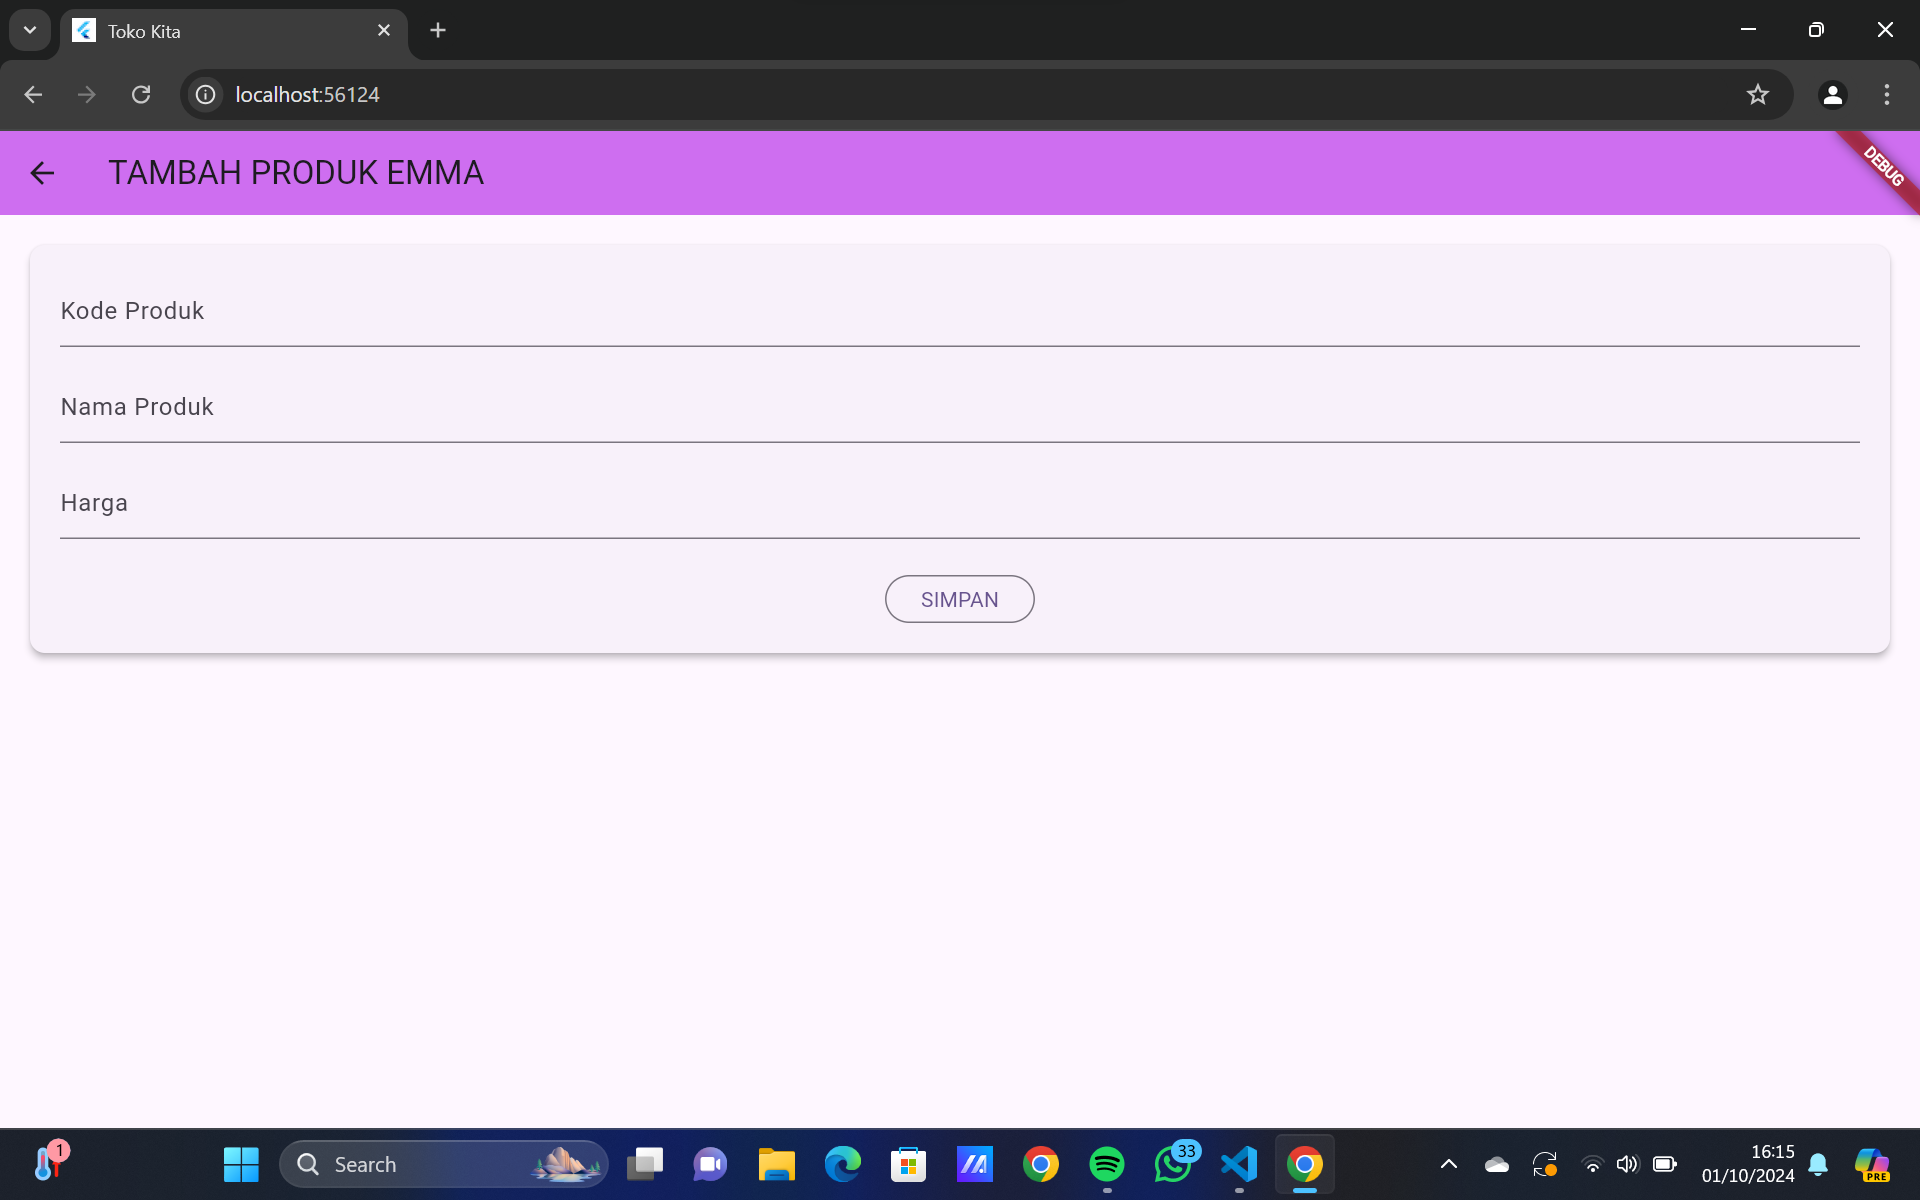 Toko Kita
localhost:56124
TAMBAH PRODUK EMMA
DEBUG
Kode Produk
Nama Produk
Harga
SIMPAN
1
Search
33
16:15
01/10/2024
PRE